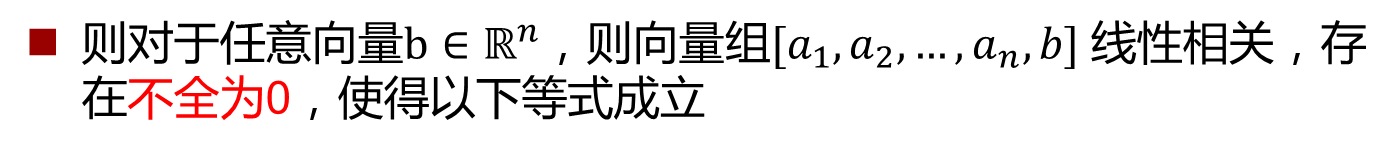 ■ 则对于任意向量b ∈ ℝⁿ，则向量组[𝑎₁, 𝑎₂, … , 𝑎ₙ, 𝑏] 线性相关，存
在不全为0，使得以下等式成立